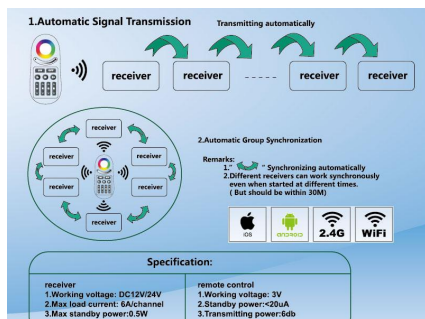 1.Automatic Signal Transmission
Transmitting automatically
receiver
receiver
receiver
receiver
receiver
receiver
receiver
receiver
receiver
receiver
2.Automatic Group Synchronization
Remarks:
1." " Synchronizing automatically
2.Different receivers can work synchronously
even when started at different times.
( But should be within 30M)
iOS
ANDROID
2.4G
WiFi
Specification:
receiver
1.Working voltage: DC12V/24V
2.Max load current: 6A/channel
3.Max standby power:0.5W
remote control
1.Working voltage: 3V
2.Standby power:<20uA
3.Transmitting power:6db